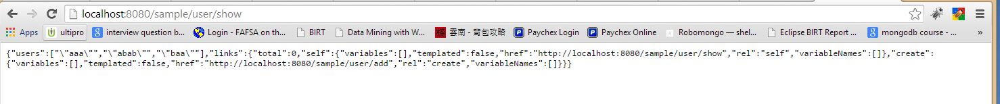 localhost:8080/sample/user/show
Apps ultipro interview question b... Login - FAFSA on th... BIRT Data Mining with W... 雲南 - 背包攻略 Paychex Login Paychex Online Robomongo — shel... Eclipse BIRT Report ... mongodb course - ... »
{"users":["\"aaa\"","\"abab\"","\"baa\""],"links":{"total":0,"self":{"variables":[],"templated":false,"href":"http://localhost:8080/sample/user/show","rel":"self","variableNames":[]},"create":
{"variables":[],"templated":false,"href":"http://localhost:8080/sample/user/add","rel":"create","variableNames":[]}}}